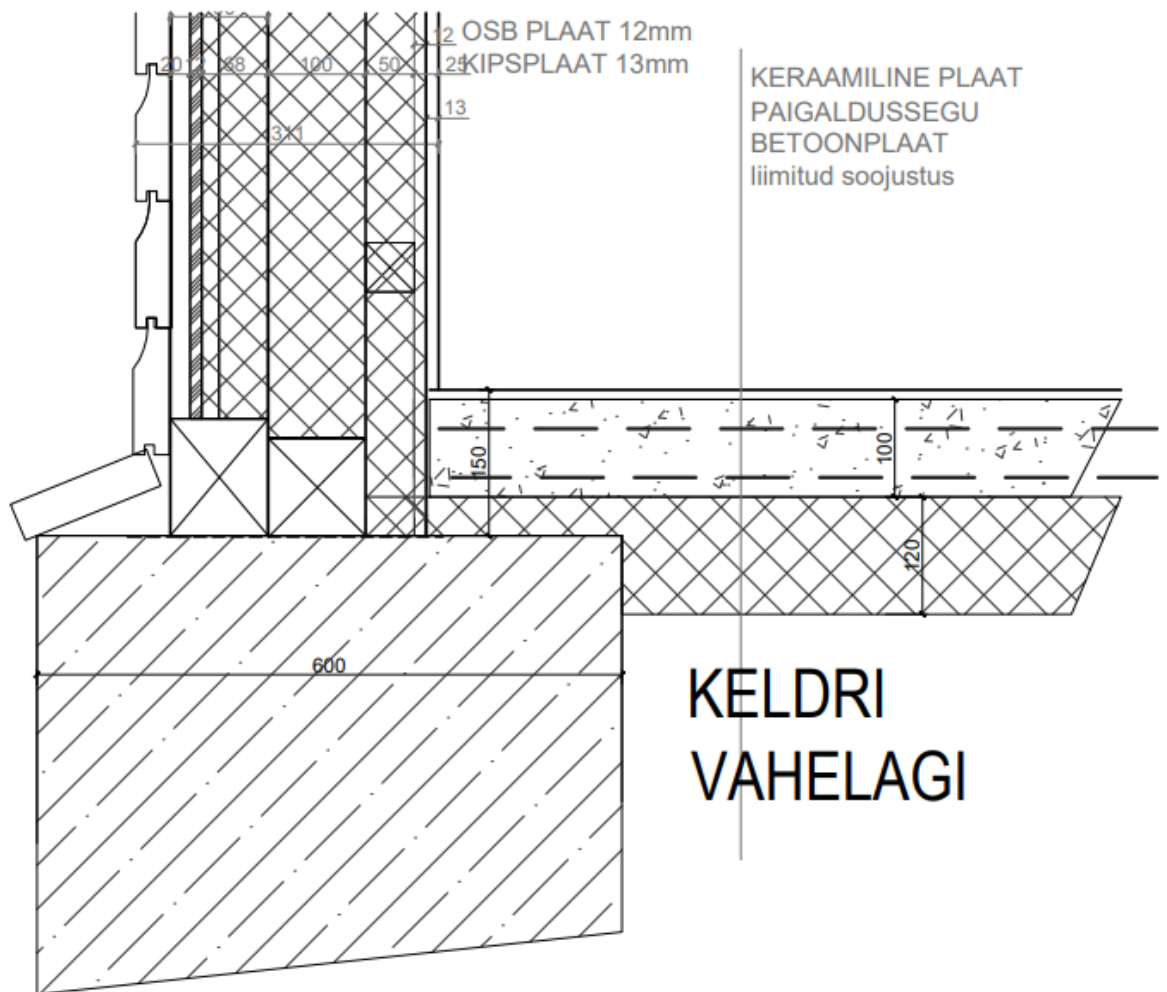 OSB PLAAT 12mm
KIPSPLAAT 13mm
12
20 12 68 100 50 25
13
311
KERAAMILINE PLAAT
PAIGALDUSSEGU
BETOONPLAAT
liimitud soojustus
150
100
120
600
KELDRI
VAHELAGI